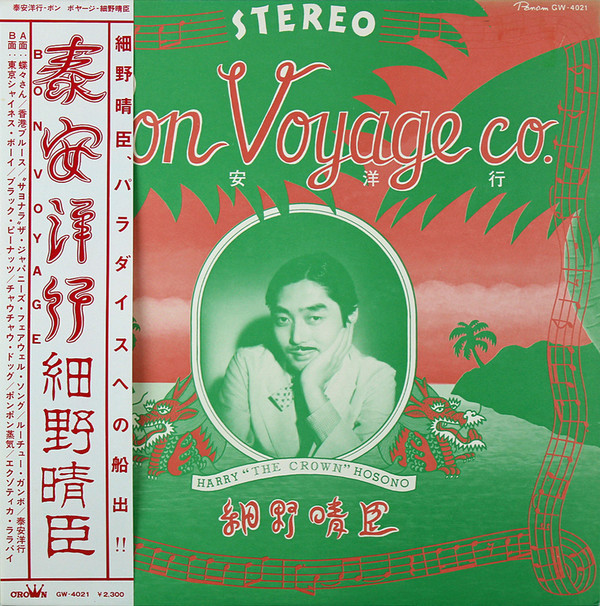 泰安洋行-ボン ボヤージ-細野晴臣
細野晴臣、パラダイスへの船出!!
泰安洋行
細野晴臣
BON VOYAGE
A面:蝶々さん/香港ブルース/“サヨナラ”ザ・ジャパニーズ・フェアウェル・ソング/ルーチュー・ガンボ/泰安洋行
B面:東京シャイネス・ボーイ/ブラック・ピーナッツ/チャウチャウ・ドッグ/ポンポン蒸気/エクゾティカ・ララバイ
CROWN GW-4021 ¥2,300
STEREO
Panam GW-4021
on Voyage co.
安洋行
HARRY "THE CROWN" HOSONO
細野晴臣